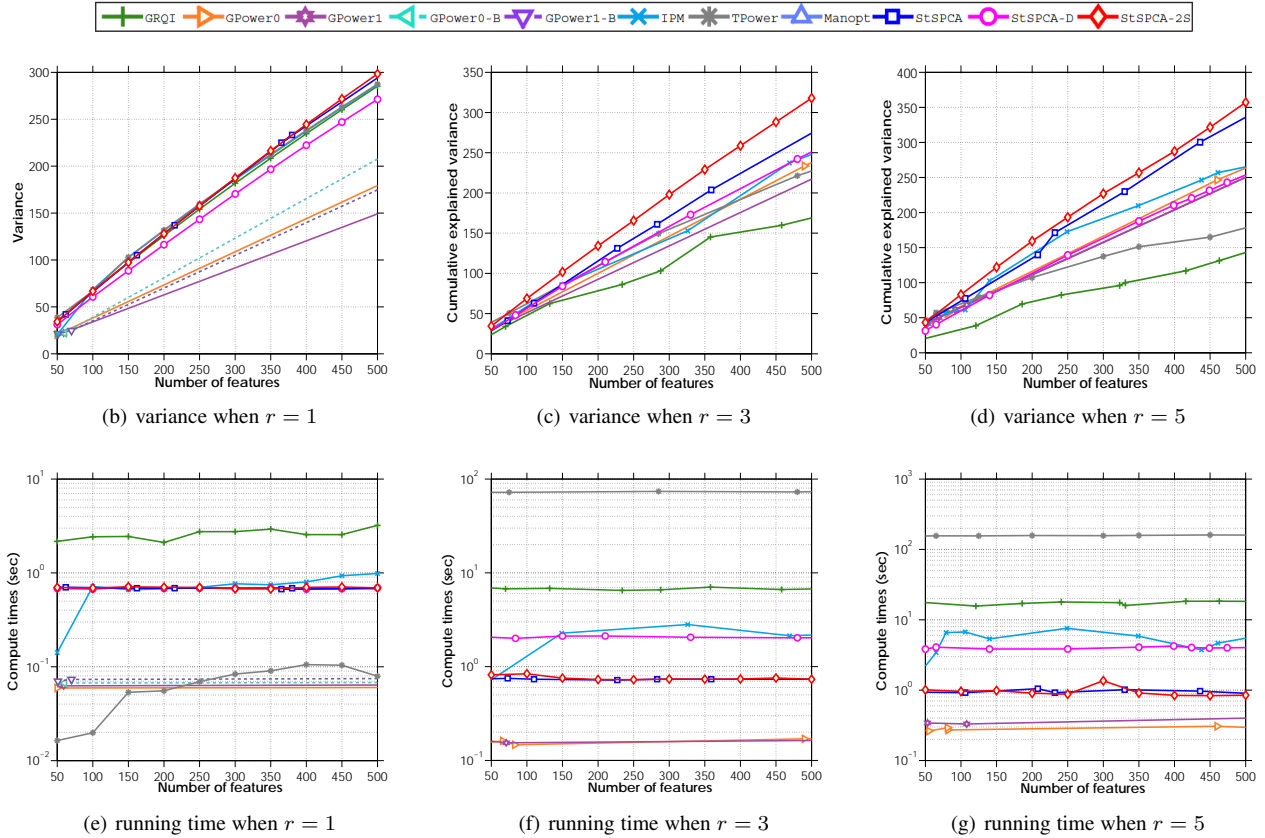 GRQI GPower0 GPower1 GPower0-B GPower1-B IPM TPower Manopt StSPCA StSPCA-D StSPCA-2S
300
250
200
150
100
50
0
Variance
50 100 150 200 250 300 350 400 450 500
Number of features
(b) variance when r = 1
350
300
250
200
150
100
50
0
Cumulative explained variance
50 100 150 200 250 300 350 400 450 500
Number of features
(c) variance when r = 3
400
350
300
250
200
150
100
50
0
Cumulative explained variance
50 100 150 200 250 300 350 400 450 500
Number of features
(d) variance when r = 5
10^1
10^0
10^-1
10^-2
Compute times (sec)
50 100 150 200 250 300 350 400 450 500
Number of features
(e) running time when r = 1
10^2
10^1
10^0
10^-1
Compute times (sec)
50 100 150 200 250 300 350 400 450 500
Number of features
(f) running time when r = 3
10^3
10^2
10^1
10^0
10^-1
Compute times (sec)
50 100 150 200 250 300 350 400 450 500
Number of features
(g) running time when r = 5